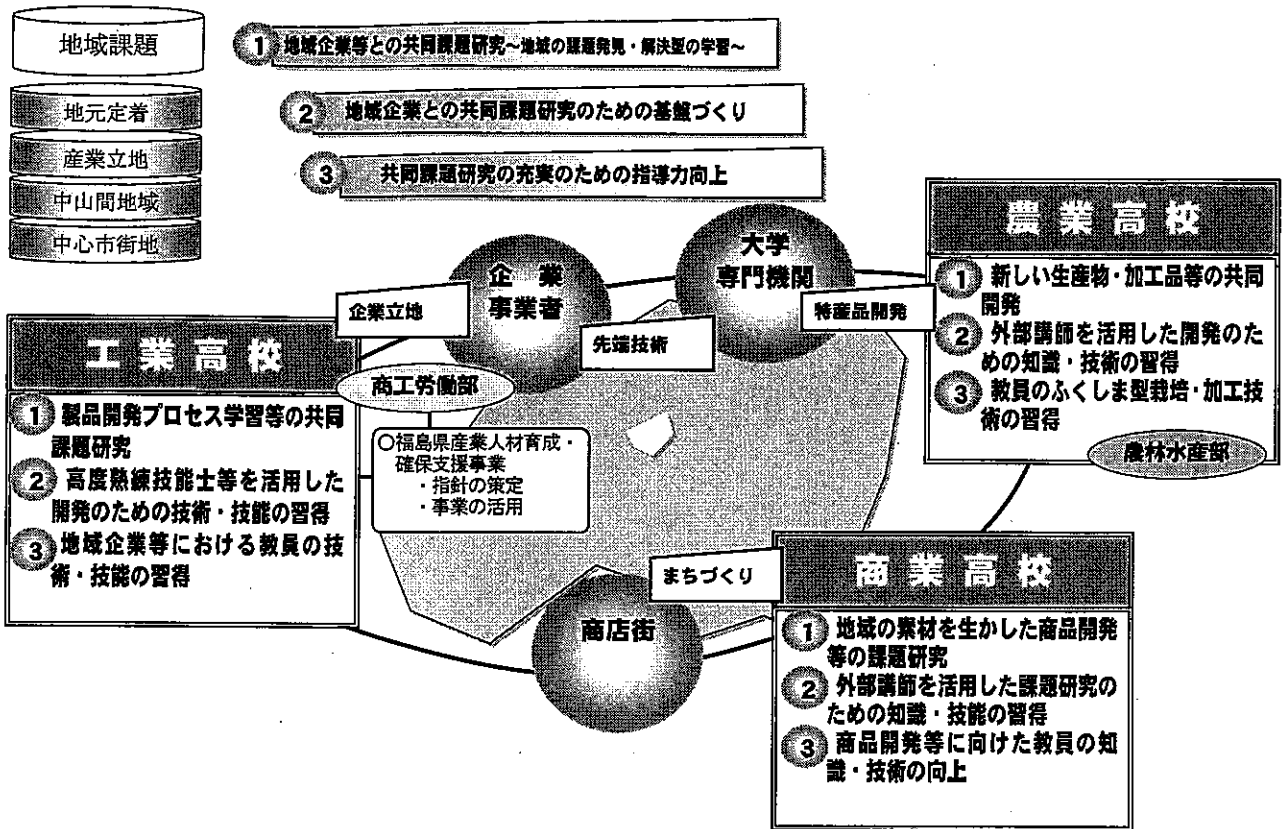 地域課題
地元定着
産業立地
中山間地域
中心市街地
1 地域企業等との共同課題研究～地域の課題発見・解決型の学習～
2 地域企業との共同課題研究のための基盤づくり
3 共同課題研究の充実のための指導力向上
企業
事業者
大学
専門機関
企業立地
先端技術
特産品開発
農業高校
1 新しい生産物・加工品等の共同
開発
2 外部講師を活用した開発のた
めの知識・技術の習得
3 教員のふくしま型栽培・加工技
術の習得
農林水産部
工業高校
1 製品開発プロセス学習等の共同
課題研究
2 高度熟練技能士等を活用した
開発のための技術・技能の習得
3 地域企業等における教員の技
術・技能の習得
商工労働部
○福島県産業人材育成・
確保支援事業
・指針の策定
・事業の活用
まちづくり
商店街
商業高校
1 地域の素材を生かした商品開発
等の課題研究
2 外部講師を活用した課題研究の
ための知識・技能の習得
3 商品開発等に向けた教員の知
識・技術の向上